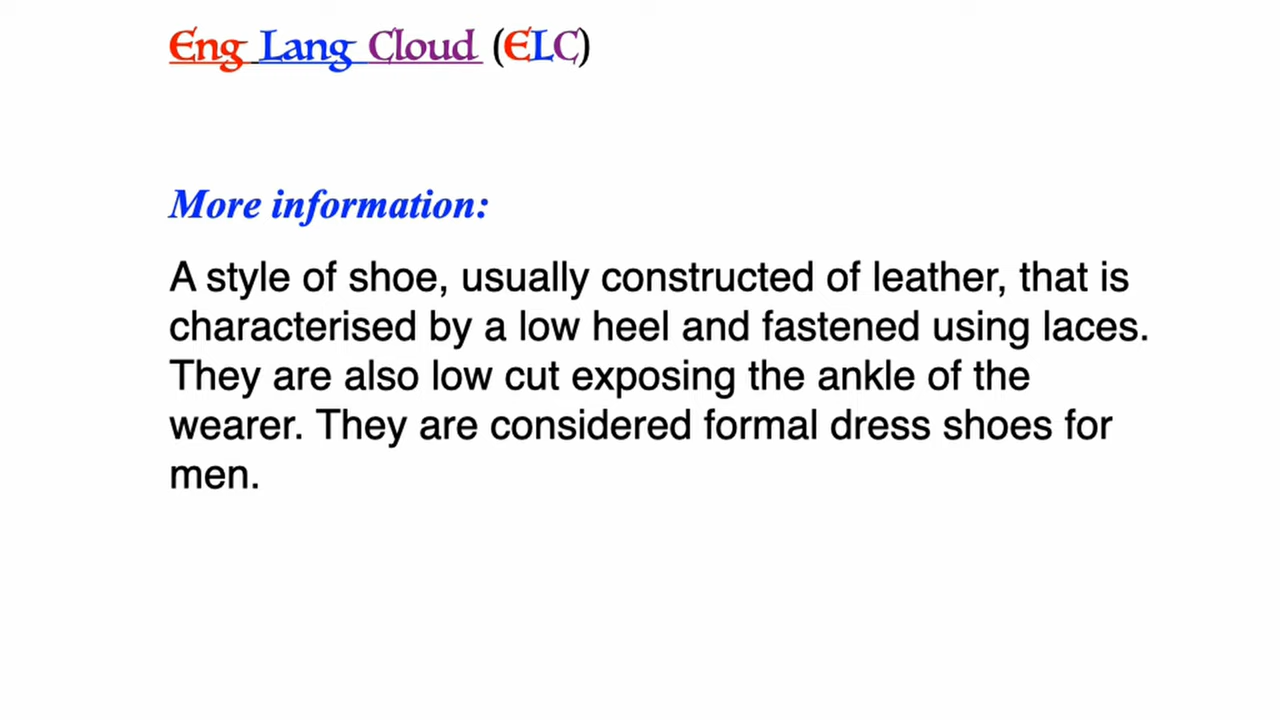 Eng Lang Cloud (ELC)
More information:
A style of shoe, usually constructed of leather, that is
characterised by a low heel and fastened using laces.
They are also low cut exposing the ankle of the
wearer. They are considered formal dress shoes for
men.